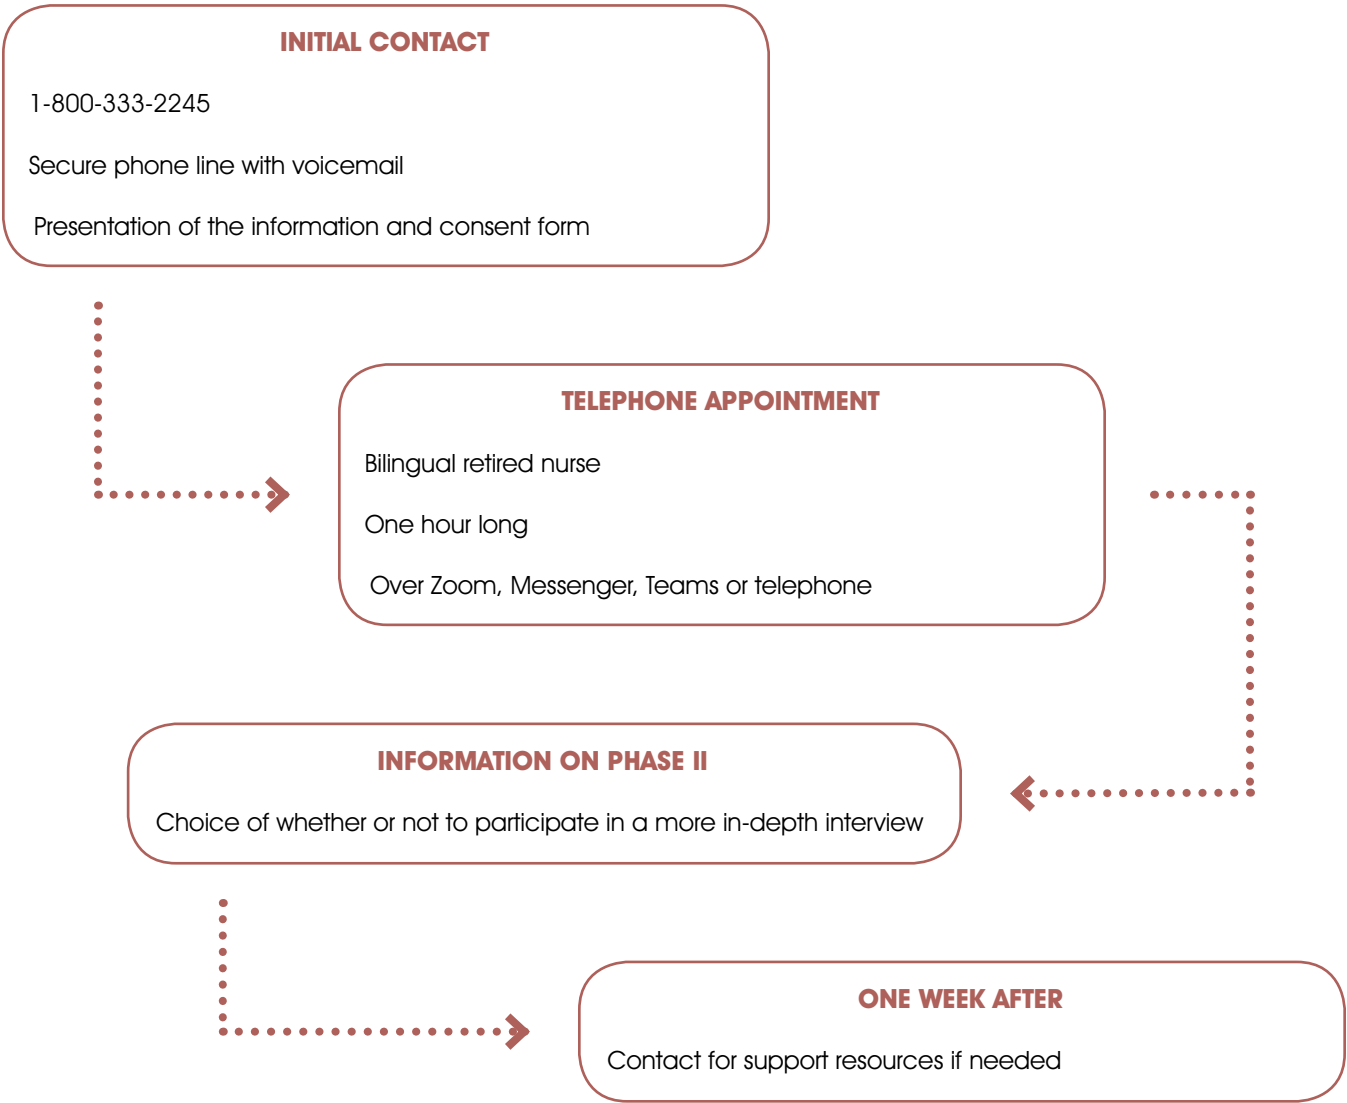 INITIAL CONTACT
1-800-333-2245
Secure phone line with voicemail
Presentation of the information and consent form
TELEPHONE APPOINTMENT
Bilingual retired nurse
One hour long
Over Zoom, Messenger, Teams or telephone
INFORMATION ON PHASE II
Choice of whether or not to participate in a more in-depth interview
ONE WEEK AFTER
Contact for support resources if needed